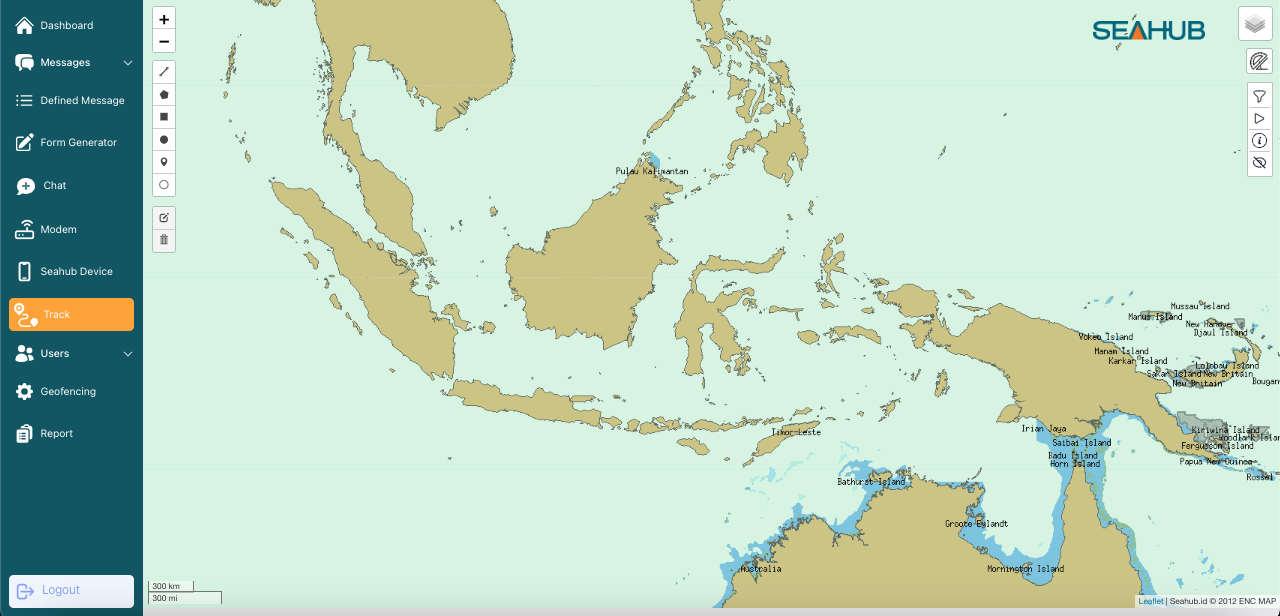 Dashboard
Messages
Defined Message
Form Generator
Chat
Modem
Seahub Device
Track
Users
Geofencing
Report
Logout
+
−
SEAHUB
Pulau Kalimantan
Mussau Island
Manus Island
New Hanover
Djaul Island
Vokeo Island
Manam Island
Karkar Island
Lolobau Island
Sakar Island
New Britain
New Britain
Bougan
Timor-Leste
Irian Jaya
Saibai Island
Badu Island
Horn Island
Kiriwina Island
Woodlark Islan
Fergusson Island
Papua New Guinea
Rossel
Bathurst Island
Groote Eylandt
Mornington Island
Australia
300 km
300 mi
Leaflet | Seahub.id © 2012 ENC MAP